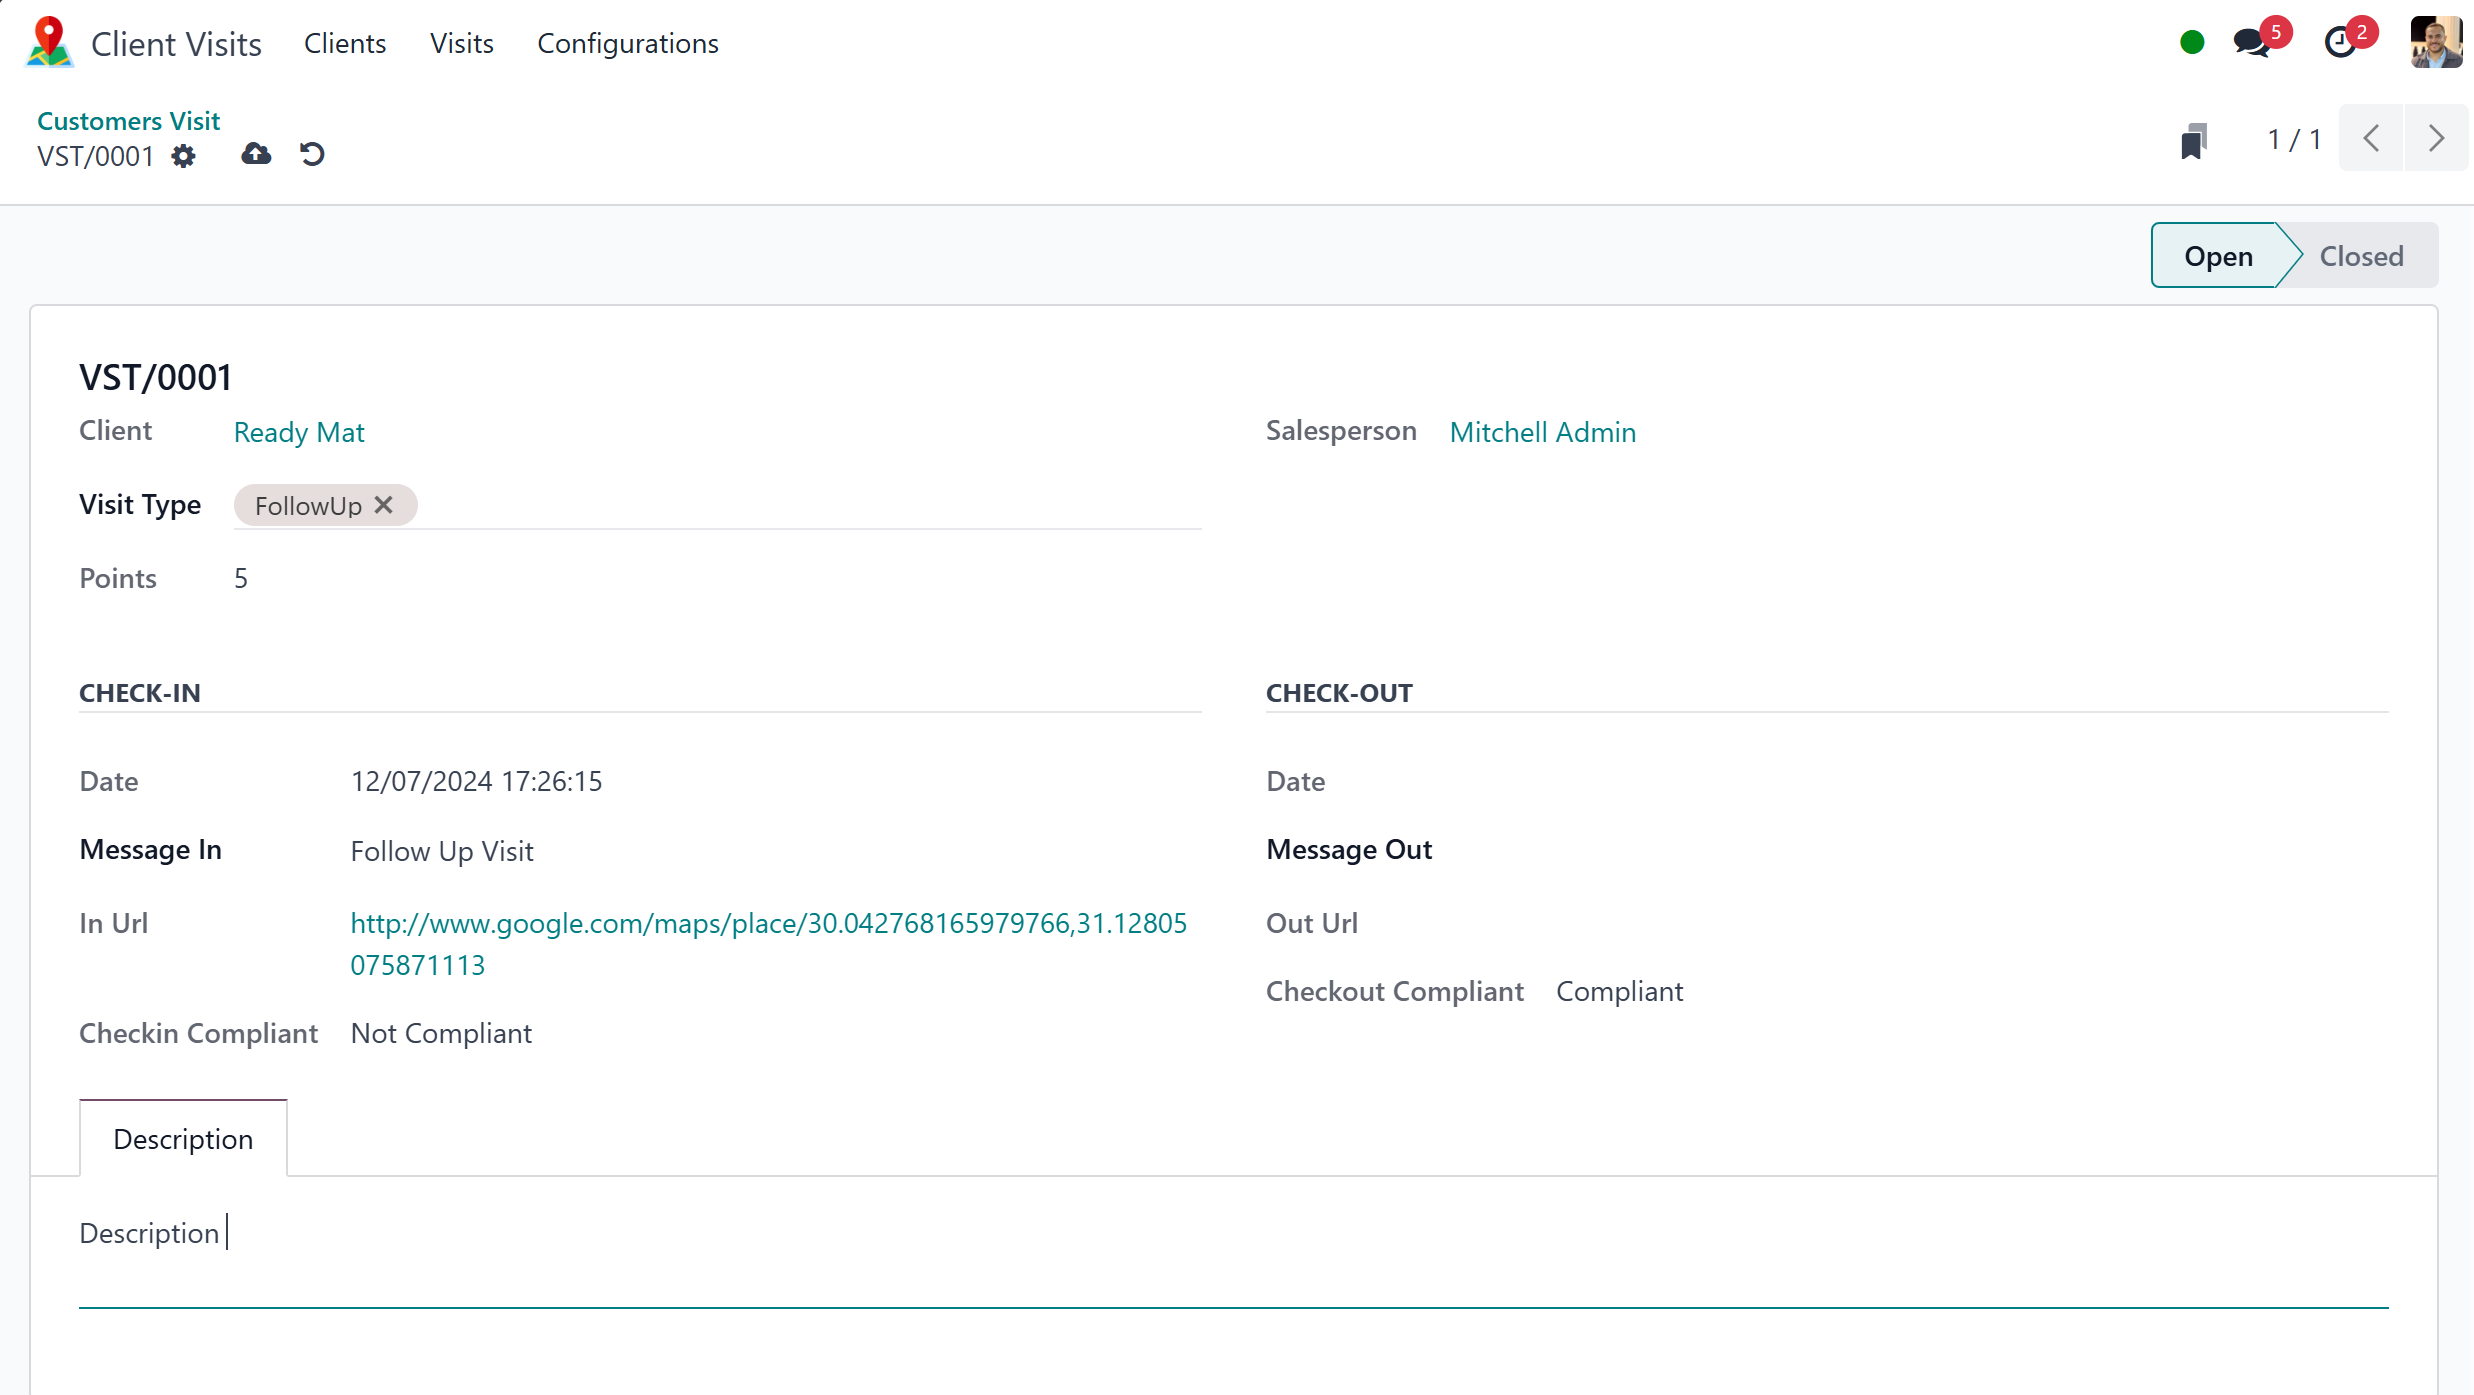 Client Visits Clients Visits Configurations 5 2
Customers Visit
VST/0001
1 / 1
Open Closed
VST/0001
Client Ready Mat
Salesperson Mitchell Admin
Visit Type FollowUp
Points 5
CHECK-IN
Date 12/07/2024 17:26:15
Message In Follow Up Visit
In Url http://www.google.com/maps/place/30.042768165979766,31.12805
075871113
Checkin Compliant Not Compliant
CHECK-OUT
Date
Message Out
Out Url
Checkout Compliant Compliant
Description
Description